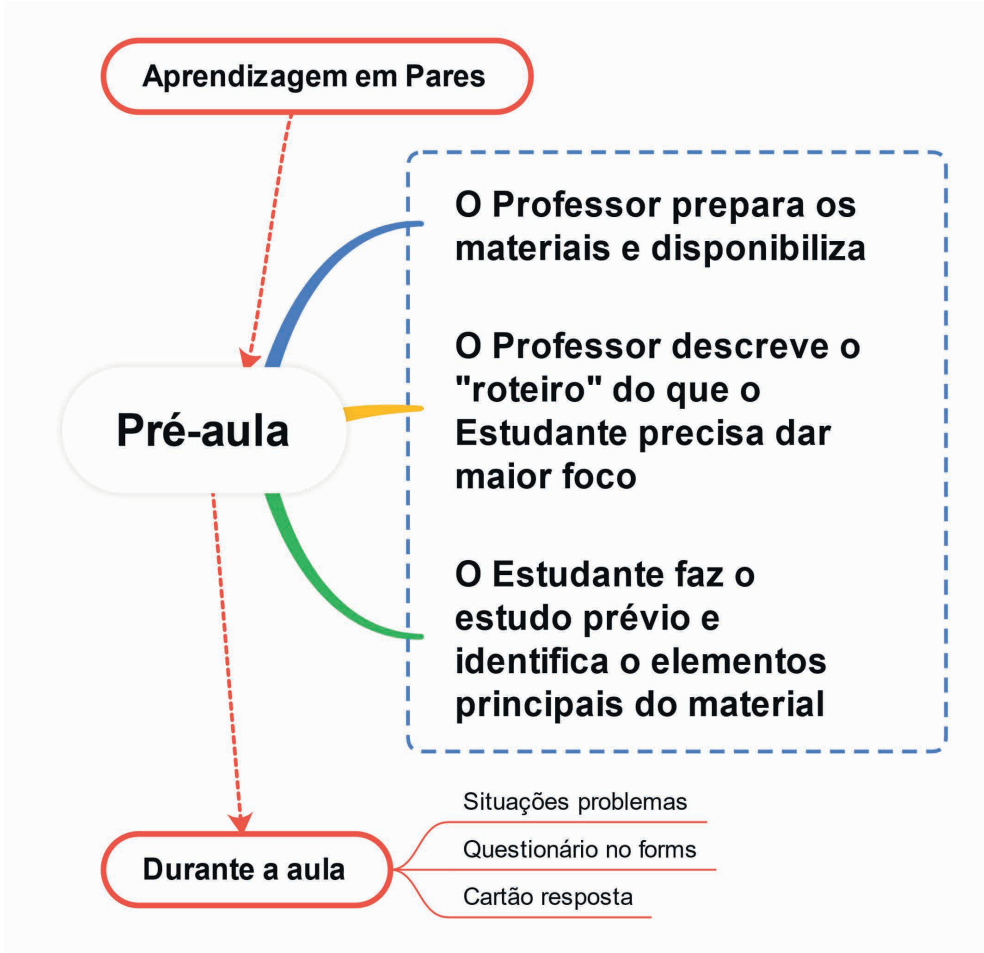 Aprendizagem em Pares
O Professor prepara os
materiais e disponibiliza
O Professor descreve o
"roteiro" do que o
Estudante precisa dar
maior foco
Pré-aula
O Estudante faz o
estudo prévio e
identifica o elementos
principais do material
Situações problemas
Questionário no forms
Durante a aula
Cartão resposta